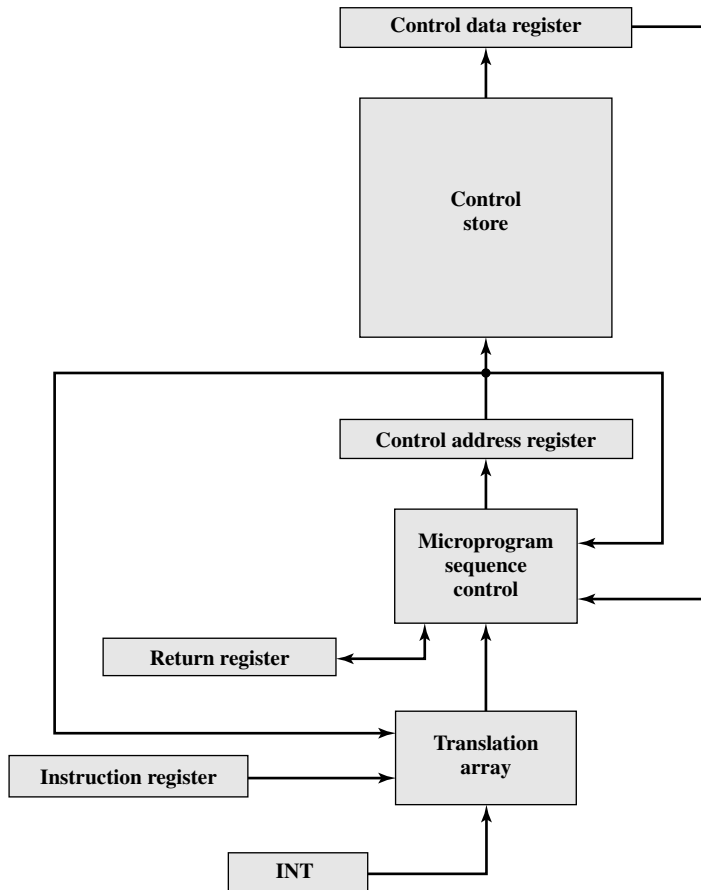 Control data register
Control
store
Control address register
Microprogram
sequence
control
Return register
Translation
array
Instruction register
INT